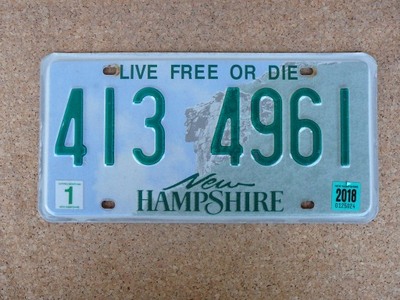 LIVE FREE OR DIE
413 4961
New
HAMPSHIRE
1
2018